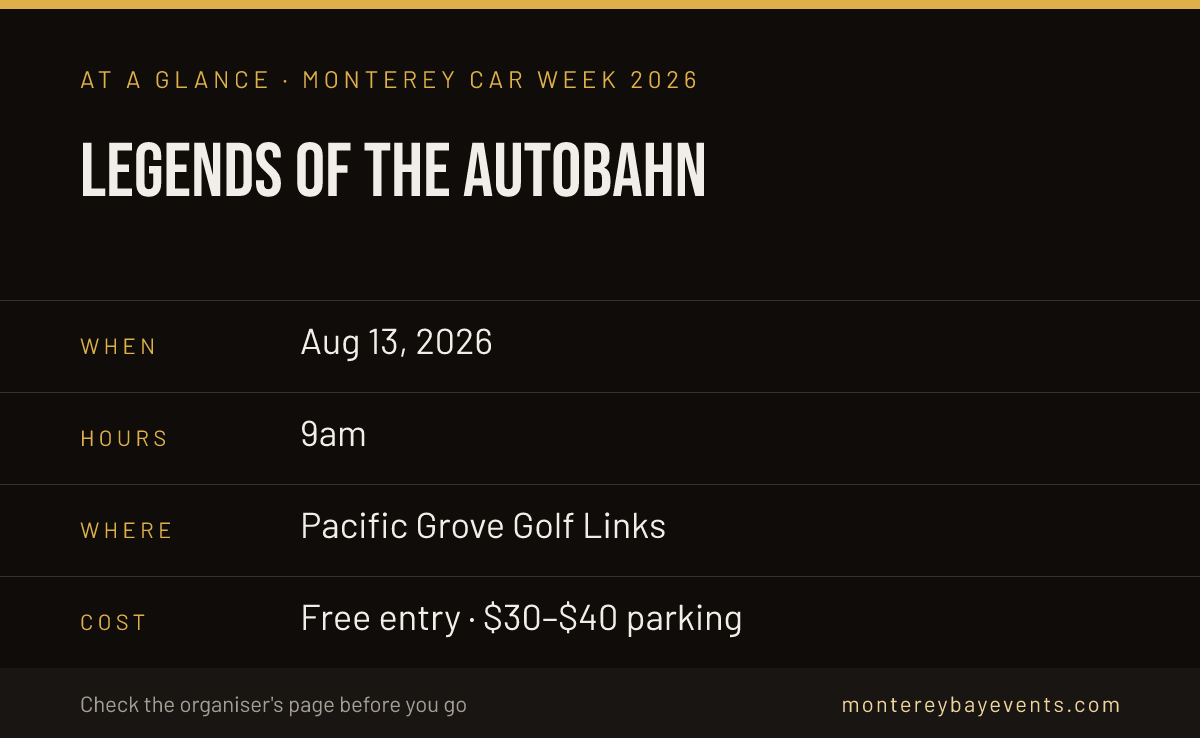 AT A GLANCE · MONTEREY CAR WEEK 2026
LEGENDS OF THE AUTOBAHN
WHEN Aug 13, 2026
HOURS 9am
WHERE Pacific Grove Golf Links
COST Free entry · $30–$40 parking
Check the organiser's page before you go montereybayevents.com